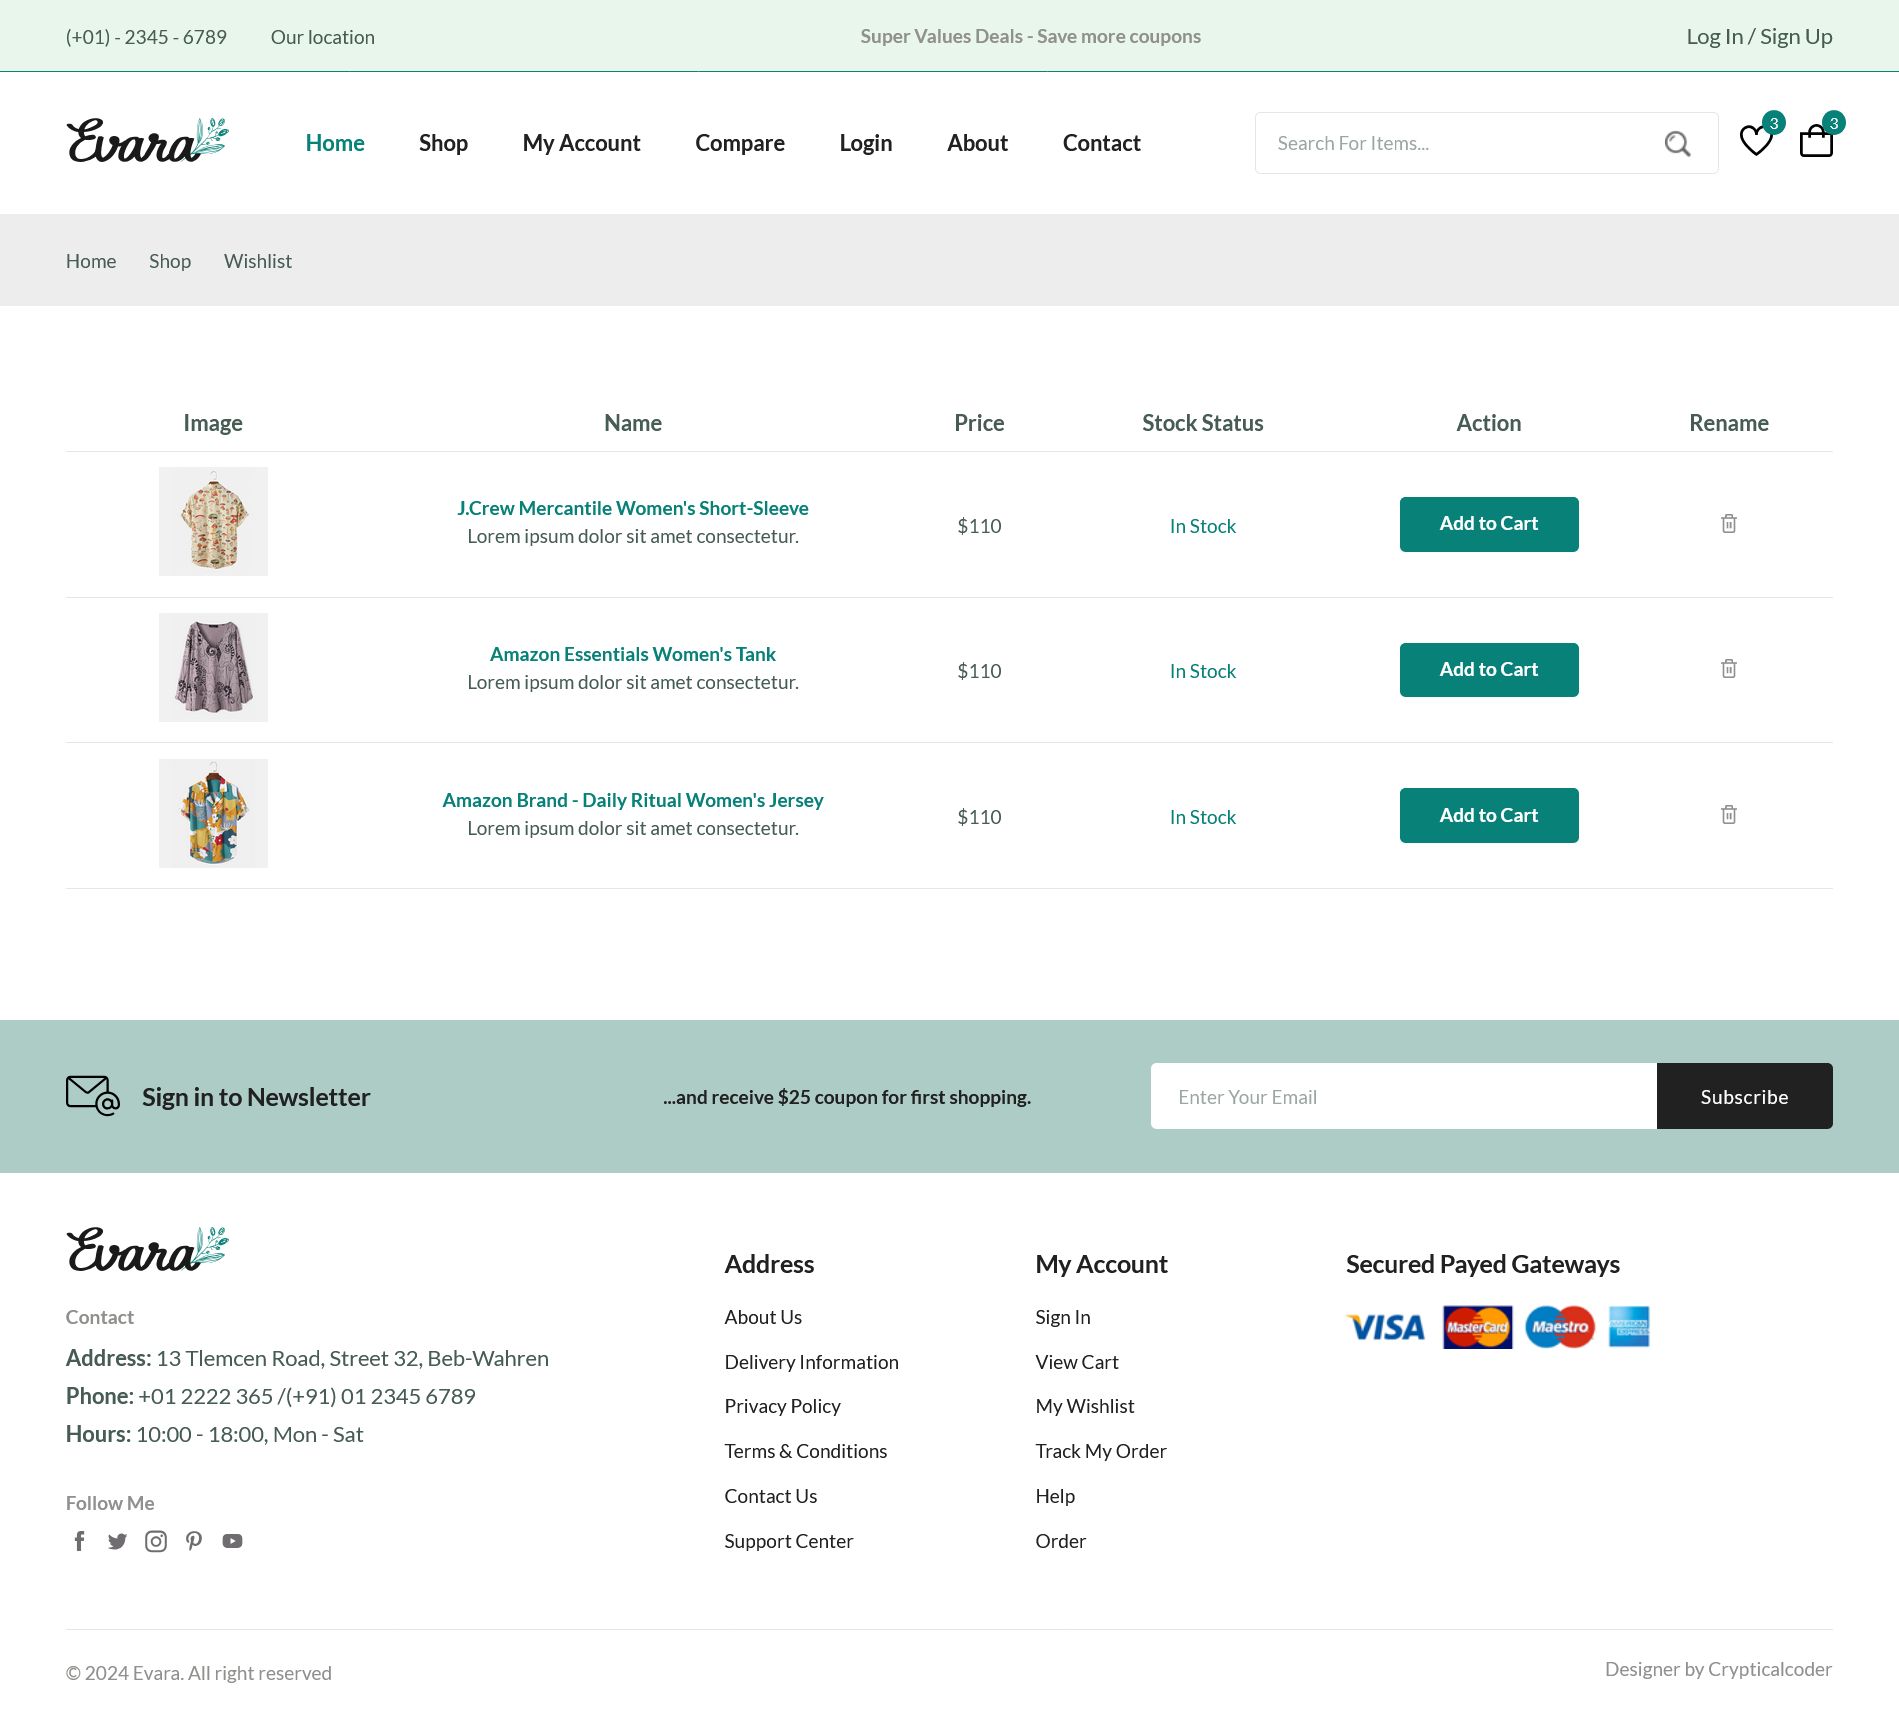 (+01) - 2345 - 6789 Our location Super Values Deals - Save more coupons Log In / Sign Up
Evara Home Shop My Account Compare Login About Contact Search For Items... 3 3
Home Shop Wishlist
Image Name Price Stock Status Action Rename
J.Crew Mercantile Women's Short-Sleeve
Lorem ipsum dolor sit amet consectetur.
$110 In Stock Add to Cart
Amazon Essentials Women's Tank
Lorem ipsum dolor sit amet consectetur.
$110 In Stock Add to Cart
Amazon Brand - Daily Ritual Women's Jersey
Lorem ipsum dolor sit amet consectetur.
$110 In Stock Add to Cart
Sign in to Newsletter ...and receive $25 coupon for first shopping. Enter Your Email Subscribe
Evara
Contact
Address: 13 Tlemcen Road, Street 32, Beb-Wahren
Phone: +01 2222 365 /(+91) 01 2345 6789
Hours: 10:00 - 18:00, Mon - Sat
Follow Me
Address
About Us
Delivery Information
Privacy Policy
Terms & Conditions
Contact Us
Support Center
My Account
Sign In
View Cart
My Wishlist
Track My Order
Help
Order
Secured Payed Gateways
VISA MasterCard Maestro AMERICAN EXPRESS
© 2024 Evara. All right reserved
Designer by Crypticalcoder